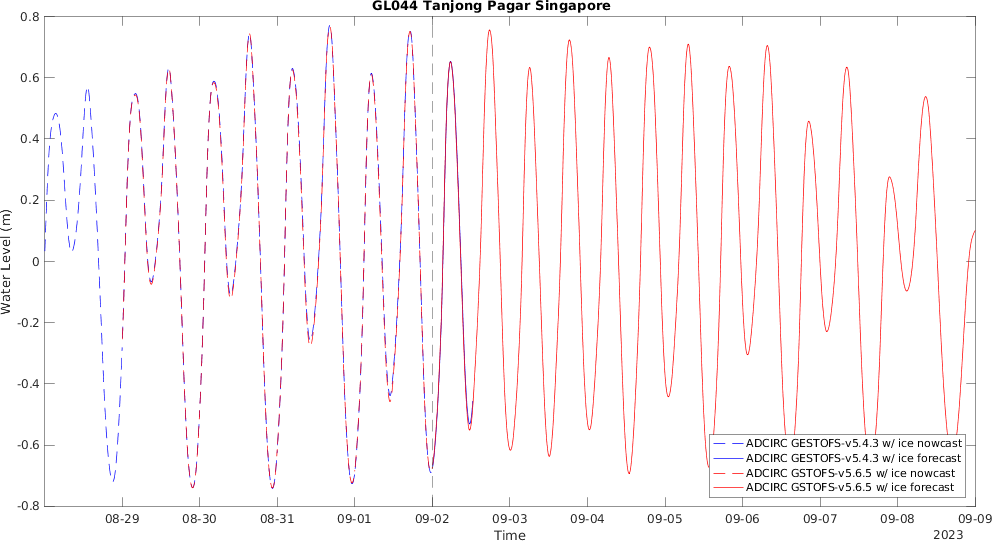 GL044 Tanjong Pagar Singapore
0.8
0.6
0.4
0.2
0
-0.2
-0.4
-0.6
-0.8
Water Level (m)
ADCIRC GESTOFS-v5.4.3 w/ ice nowcast
ADCIRC GESTOFS-v5.4.3 w/ ice forecast
ADCIRC GSTOFS-v5.6.5 w/ ice nowcast
ADCIRC GSTOFS-v5.6.5 w/ ice forecast
08-29 08-30 08-31 09-01 09-02 09-03 09-04 09-05 09-06 09-07 09-08 09-09
Time
2023